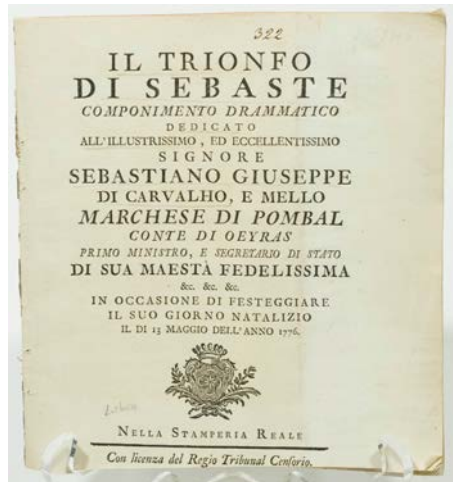 322
IL TRIONFO
DI SEBASTE
COMPONIMENTO DRAMMATICO
DEDICATO
ALL'ILLUSTRISSIMO, ED ECCELLENTISSIMO
SIGNORE
SEBASTIANO GIUSEPPE
DI CARVALHO, E MELLO
MARCHESE DI POMBAL
CONTE DI OEYRAS
PRIMO MINISTRO, E SEGRETARIO DI STATO
DI SUA MAESTÀ FEDELISSIMA
&c. &c. &c.
IN OCCASIONE DI FESTEGGIARE
IL SUO GIORNO NATALIZIO
IL DI 13 MAGGIO DELL'ANNO 1776.
Lisboa
NELLA STAMPERIA REALE
Con licenza del Regio Tribunal Censorio.